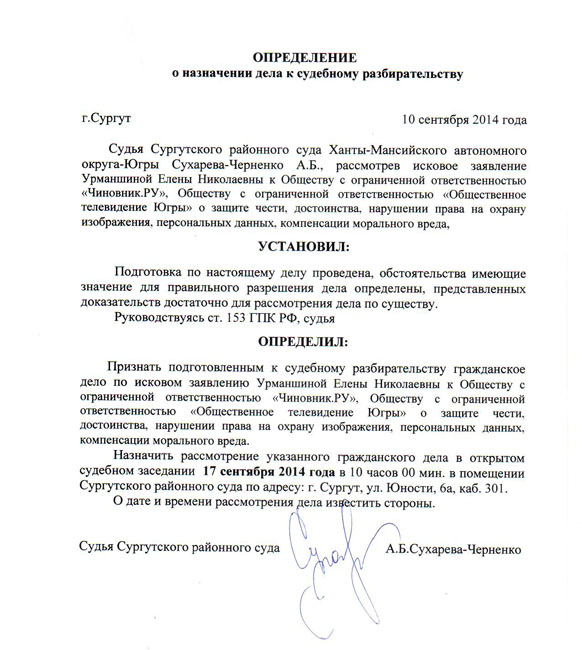 ОПРЕДЕЛЕНИЕ
о назначении дела к судебному разбирательству
г.Сургут 10 сентября 2014 года
Судья Сургутского районного суда Ханты-Мансийского автономного
округа-Югры Сухарева-Черненко А.Б., рассмотрев исковое заявление
Урманшиной Елены Николаевны к Обществу с ограниченной ответственностью
«Чиновник.РУ», Обществу с ограниченной ответственностью «Общественное
телевидение Югры» о защите чести, достоинства, нарушении права на охрану
изображения, персональных данных, компенсации морального вреда,
УСТАНОВИЛ:
Подготовка по настоящему делу проведена, обстоятельства имеющие
значение для правильного разрешения дела определены, представленных
доказательств достаточно для рассмотрения дела по существу.
Руководствуясь ст. 153 ГПК РФ, судья
ОПРЕДЕЛИЛ:
Признать подготовленным к судебному разбирательству гражданское
дело по исковом заявлению Урманшиной Елены Николаевны к Обществу с
ограниченной ответственностью «Чиновник.РУ», Обществу с ограниченной
ответственностью «Общественное телевидение Югры» о защите чести,
достоинства, нарушении права на охрану изображения, персональных данных,
компенсации морального вреда.
Назначить рассмотрение указанного гражданского дела в открытом
судебном заседании 17 сентября 2014 года в 10 часов 00 мин. в помещении
Сургутского районного суда по адресу: г. Сургут, ул. Юности, 6а, каб. 301.
О дате и времени рассмотрения дела известить стороны.
Судья Сургутского районного суда А.Б.Сухарева-Черненко